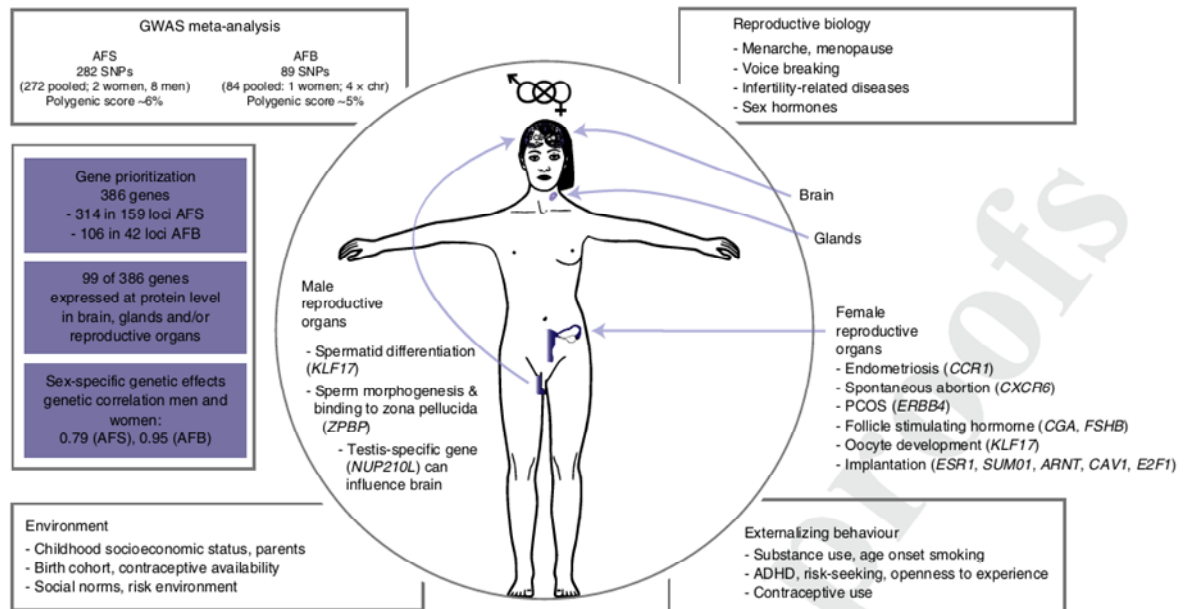 GWAS meta-analysis
AFS
282 SNPs
(272 pooled; 2 women, 8 men)
Polygenic score ~6%
AFB
89 SNPs
(84 pooled: 1 women; 4 × chr)
Polygenic score ~5%
Reproductive biology
- Menarche, menopause
- Voice breaking
- Infertility-related diseases
- Sex hormones
Gene prioritization
386 genes
- 314 in 159 loci AFS
- 106 in 42 loci AFB
99 of 386 genes
expressed at protein level
in brain, glands and/or
reproductive organs
Sex-specific genetic effects
genetic correlation men and
women:
0.79 (AFS), 0.95 (AFB)
Brain
Glands
Male
reproductive
organs
- Spermatid differentiation
(KLF17)
- Sperm morphogenesis &
binding to zona pellucida
(ZPBP)
- Testis-specific gene
(NUP210L) can
influence brain
Female
reproductive
organs
- Endometriosis (CCR1)
- Spontaneous abortion (CXCR6)
- PCOS (ERBB4)
- Follicle stimulating hormorne (CGA, FSHB)
- Oocyte development (KLF17)
- Implantation (ESR1, SUM01, ARNT, CAV1, E2F1)
Environment
- Childhood socioeconomic status, parents
- Birth cohort, contraceptive availability
- Social norms, risk environment
Externalizing behaviour
- Substance use, age onset smoking
- ADHD, risk-seeking, openness to experience
- Contraceptive use
proofs